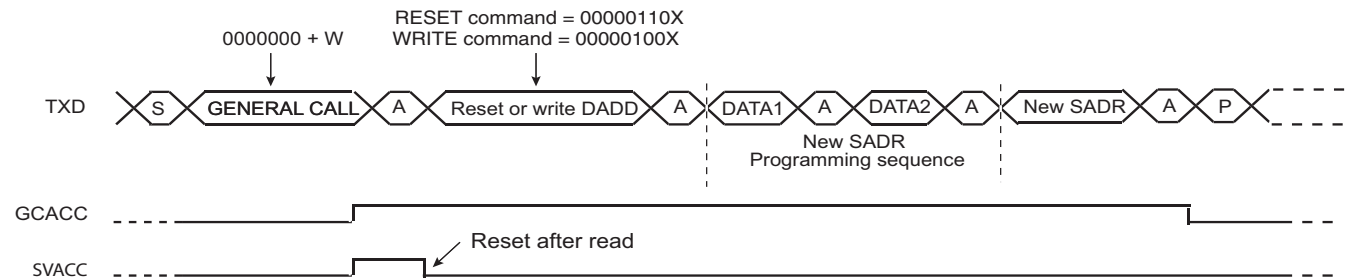 RESET command = 00000110X
0000000 + W
WRITE command = 00000100X
TXD
S
GENERAL CALL
A
Reset or write DADD
A
DATA1
A
DATA2
A
New SADR
A
P
New SADR
Programming sequence
GCACC
Reset after read
SVACC